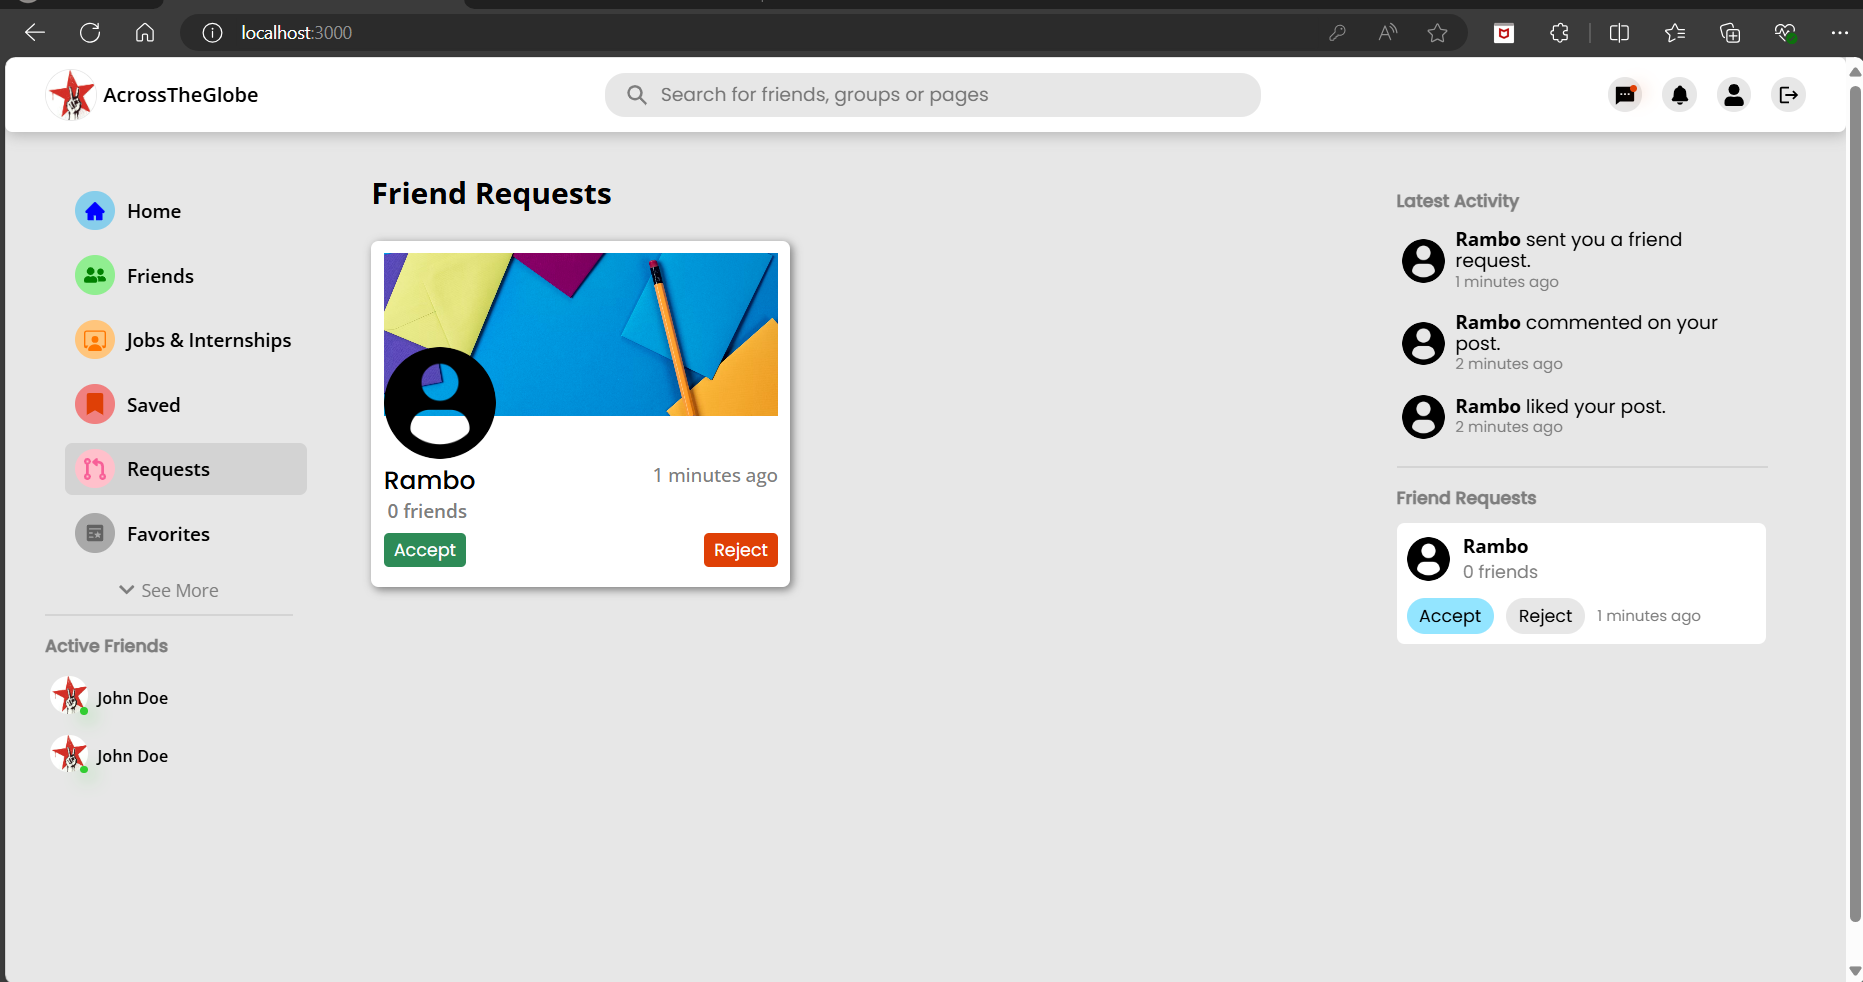 localhost:3000
AcrossTheGlobe
Search for friends, groups or pages
Home
Friends
Jobs & Internships
Saved
Requests
Favorites
See More
Active Friends
John Doe
John Doe
Friend Requests
Rambo
1 minutes ago
0 friends
Accept
Reject
Latest Activity
Rambo sent you a friend
request.
1 minutes ago
Rambo commented on your
post.
2 minutes ago
Rambo liked your post.
2 minutes ago
Friend Requests
Rambo
0 friends
Accept
Reject
1 minutes ago